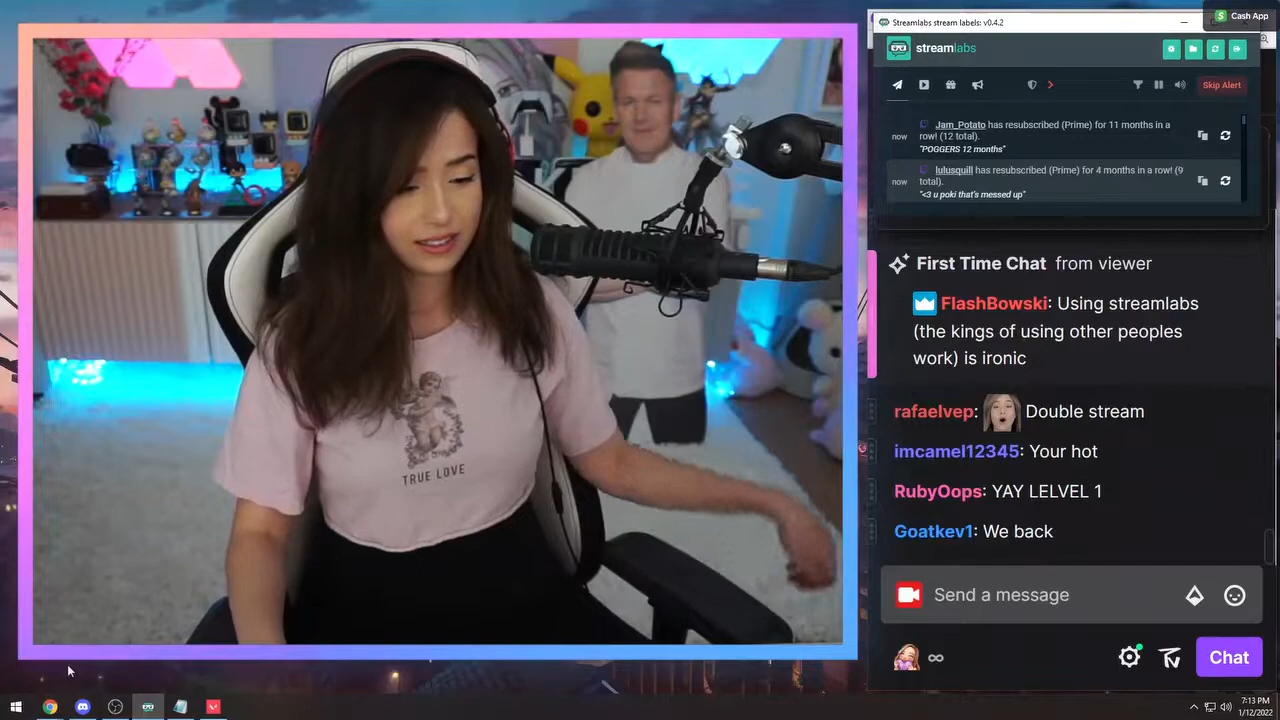 Streamlabs stream labels: v0.4.2
Cash App
streamlabs
Skip Alert
Jam_Potato has resubscribed (Prime) for 11 months in a
now
row! (12 total).
"POGGERS 12 months"
lulusquill has resubscribed (Prime) for 4 months in a row! (9
now
total).
"<3 u poki that's messed up"
First Time Chat from viewer
FlashBowski: Using streamlabs
(the kings of using other peoples
work) is ironic
rafaelvep: Double stream
imcamel12345: Your hot
RubyOops: YAY LELVEL 1
Goatkev1: We back
Send a message
Chat
TRUE LOVE
7:13 PM
1/12/2022